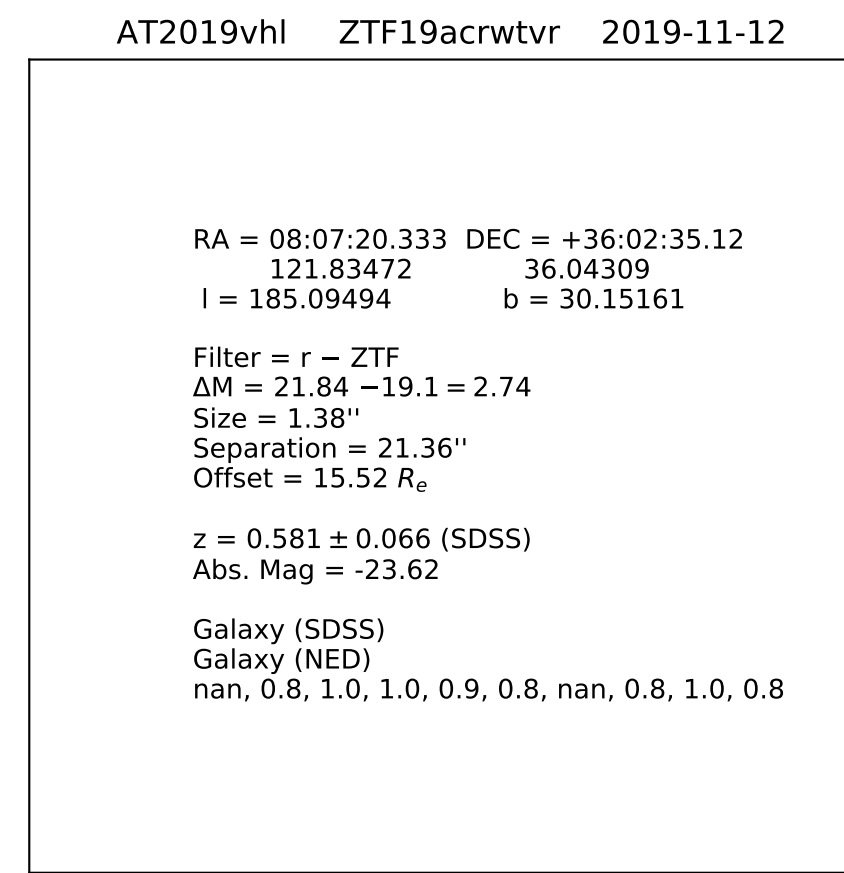 AT2019vhl ZTF19acrwtvr 2019-11-12
RA = 08:07:20.333 DEC = +36:02:35.12
121.83472 36.04309
l = 185.09494 b = 30.15161
Filter = r − ZTF
ΔM = 21.84 −19.1 = 2.74
Size = 1.38''
Separation = 21.36''
Offset = 15.52 Rₑ
z = 0.581 ± 0.066 (SDSS)
Abs. Mag = -23.62
Galaxy (SDSS)
Galaxy (NED)
nan, 0.8, 1.0, 1.0, 0.9, 0.8, nan, 0.8, 1.0, 0.8